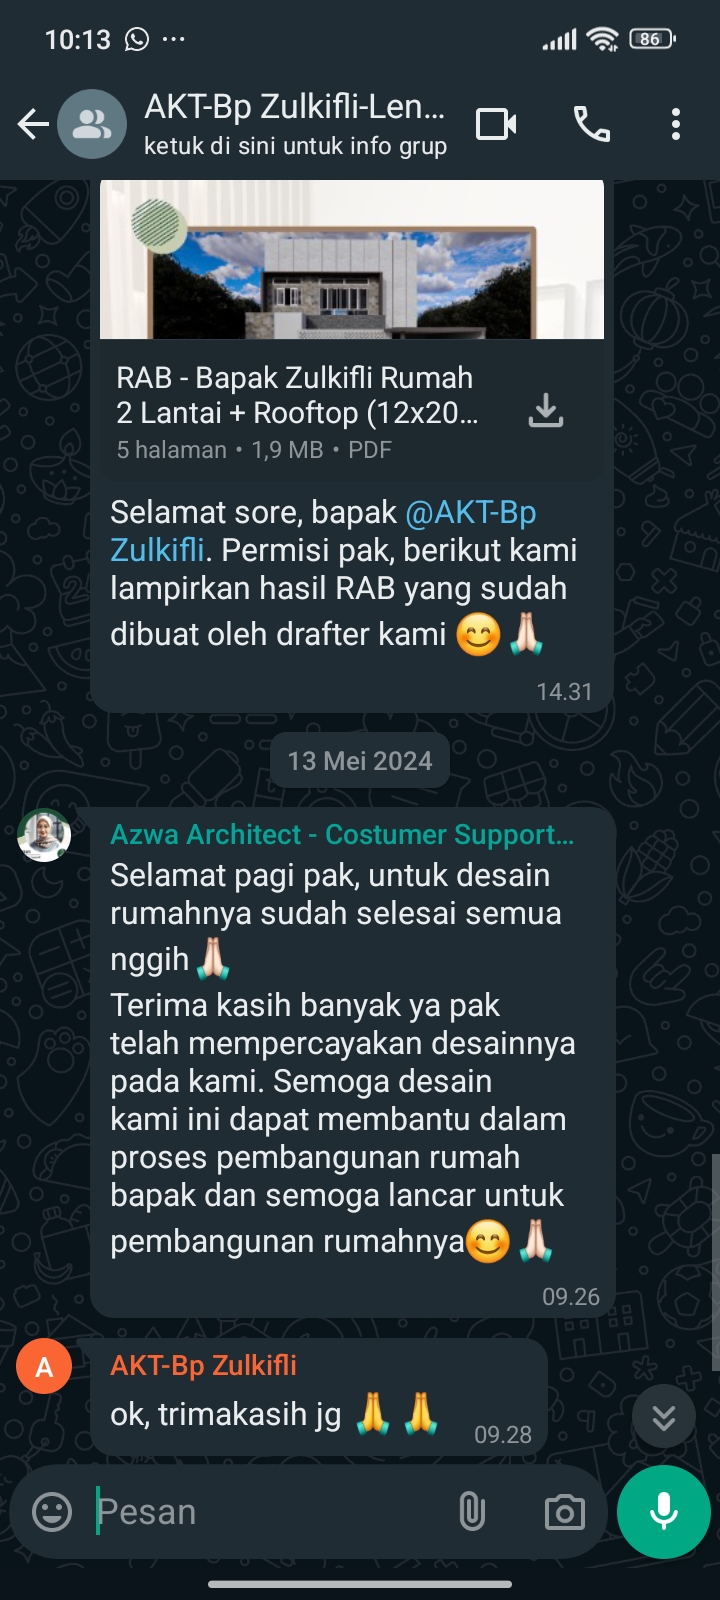 10:13
86
AKT-Bp Zulkifli-Len...
ketuk di sini untuk info grup
RAB - Bapak Zulkifli Rumah
2 Lantai + Rooftop (12x20...
5 halaman • 1,9 MB • PDF
Selamat sore, bapak @AKT-Bp
Zulkifli. Permisi pak, berikut kami
lampirkan hasil RAB yang sudah
dibuat oleh drafter kami 😊🙏🏻
14.31
13 Mei 2024
Azwa Architect - Costumer Support...
Selamat pagi pak, untuk desain
rumahnya sudah selesai semua
nggih🙏🏻
Terima kasih banyak ya pak
telah mempercayakan desainnya
pada kami. Semoga desain
kami ini dapat membantu dalam
proses pembangunan rumah
bapak dan semoga lancar untuk
pembangunan rumahnya😊🙏🏻
09.26
A
AKT-Bp Zulkifli
ok, trimakasih jg 🙏 🙏
09.28
Pesan